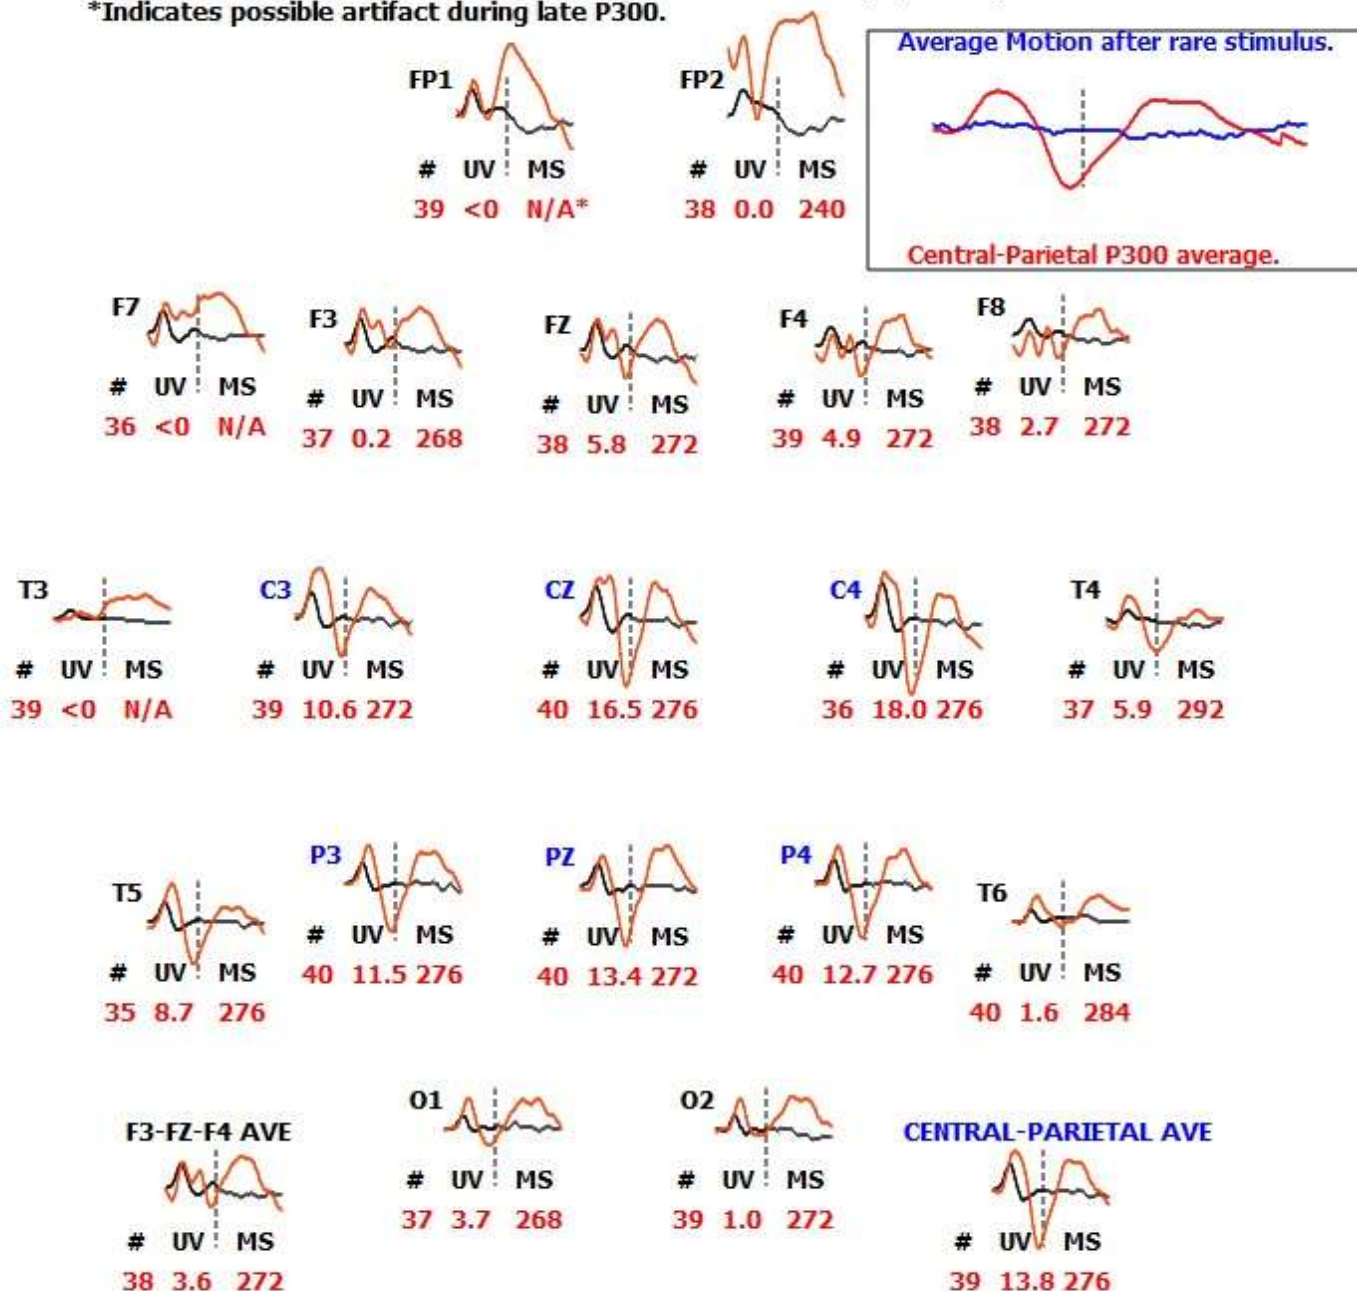 *Indicates possible artifact during late P300.
Average Motion after rare stimulus.
Central-Parietal P300 average.
FP1
# UV MS
39 <0 N/A*
FP2
# UV MS
38 0.0 240
F7
# UV MS
36 <0 N/A
F3
# UV MS
37 0.2 268
FZ
# UV MS
38 5.8 272
F4
# UV MS
39 4.9 272
F8
# UV MS
38 2.7 272
T3
# UV MS
39 <0 N/A
C3
# UV MS
39 10.6 272
CZ
# UV MS
40 16.5 276
C4
# UV MS
36 18.0 276
T4
# UV MS
37 5.9 292
T5
# UV MS
35 8.7 276
P3
# UV MS
40 11.5 276
PZ
# UV MS
40 13.4 272
P4
# UV MS
40 12.7 276
T6
# UV MS
40 1.6 284
F3-FZ-F4 AVE
# UV MS
38 3.6 272
O1
# UV MS
37 3.7 268
O2
# UV MS
39 1.0 272
CENTRAL-PARIETAL AVE
# UV MS
39 13.8 276